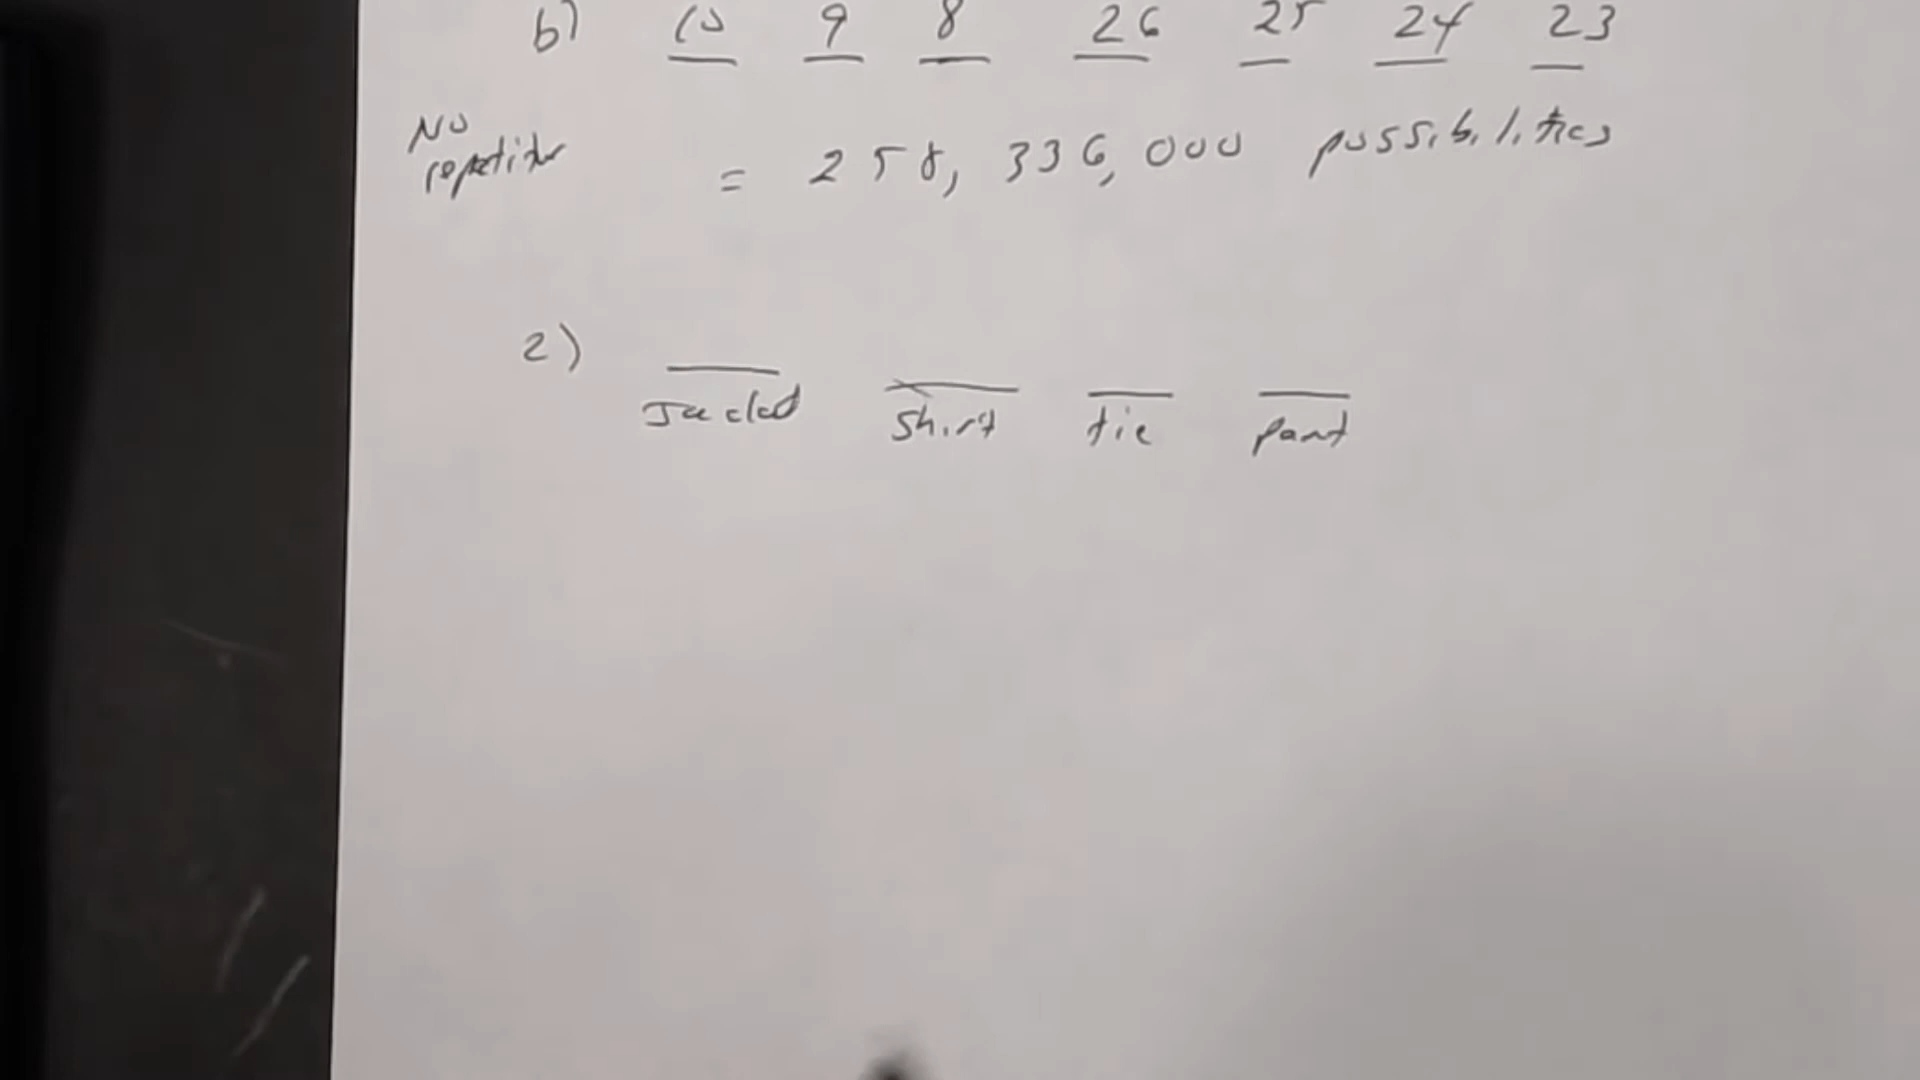 b) 10 9 8 26 25 24 23
No
repetition
= 258,336,000 possibilities
2)
Jacket shirt tie pant